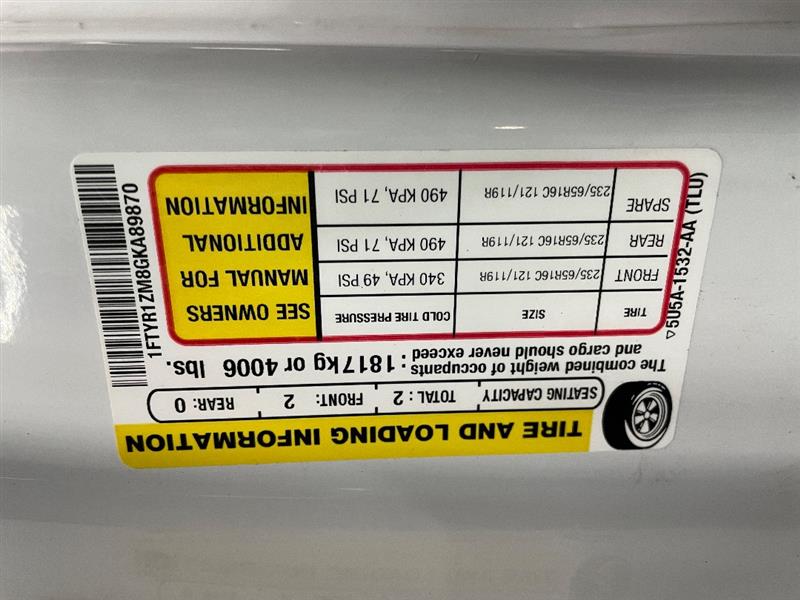 TIRE AND LOADING INFORMATION
SEATING CAPACITY TOTAL : 2 FRONT: 2 REAR: 0
The combined weight of occupants : 1817kg or 4006 lbs.
and cargo should never exceed
TIRE SIZE COLD TIRE PRESSURE SEE OWNERS
FRONT 235/65R16C 121/119R 340 KPA, 49 PSI MANUAL FOR
REAR 235/65R16C 121/119R 490 KPA, 71 PSI ADDITIONAL
SPARE 235/65R16C 121/119R 490 KPA, 71 PSI INFORMATION
5U5A-1532-AA (TLU)
1FTYR1ZM8GKA89870